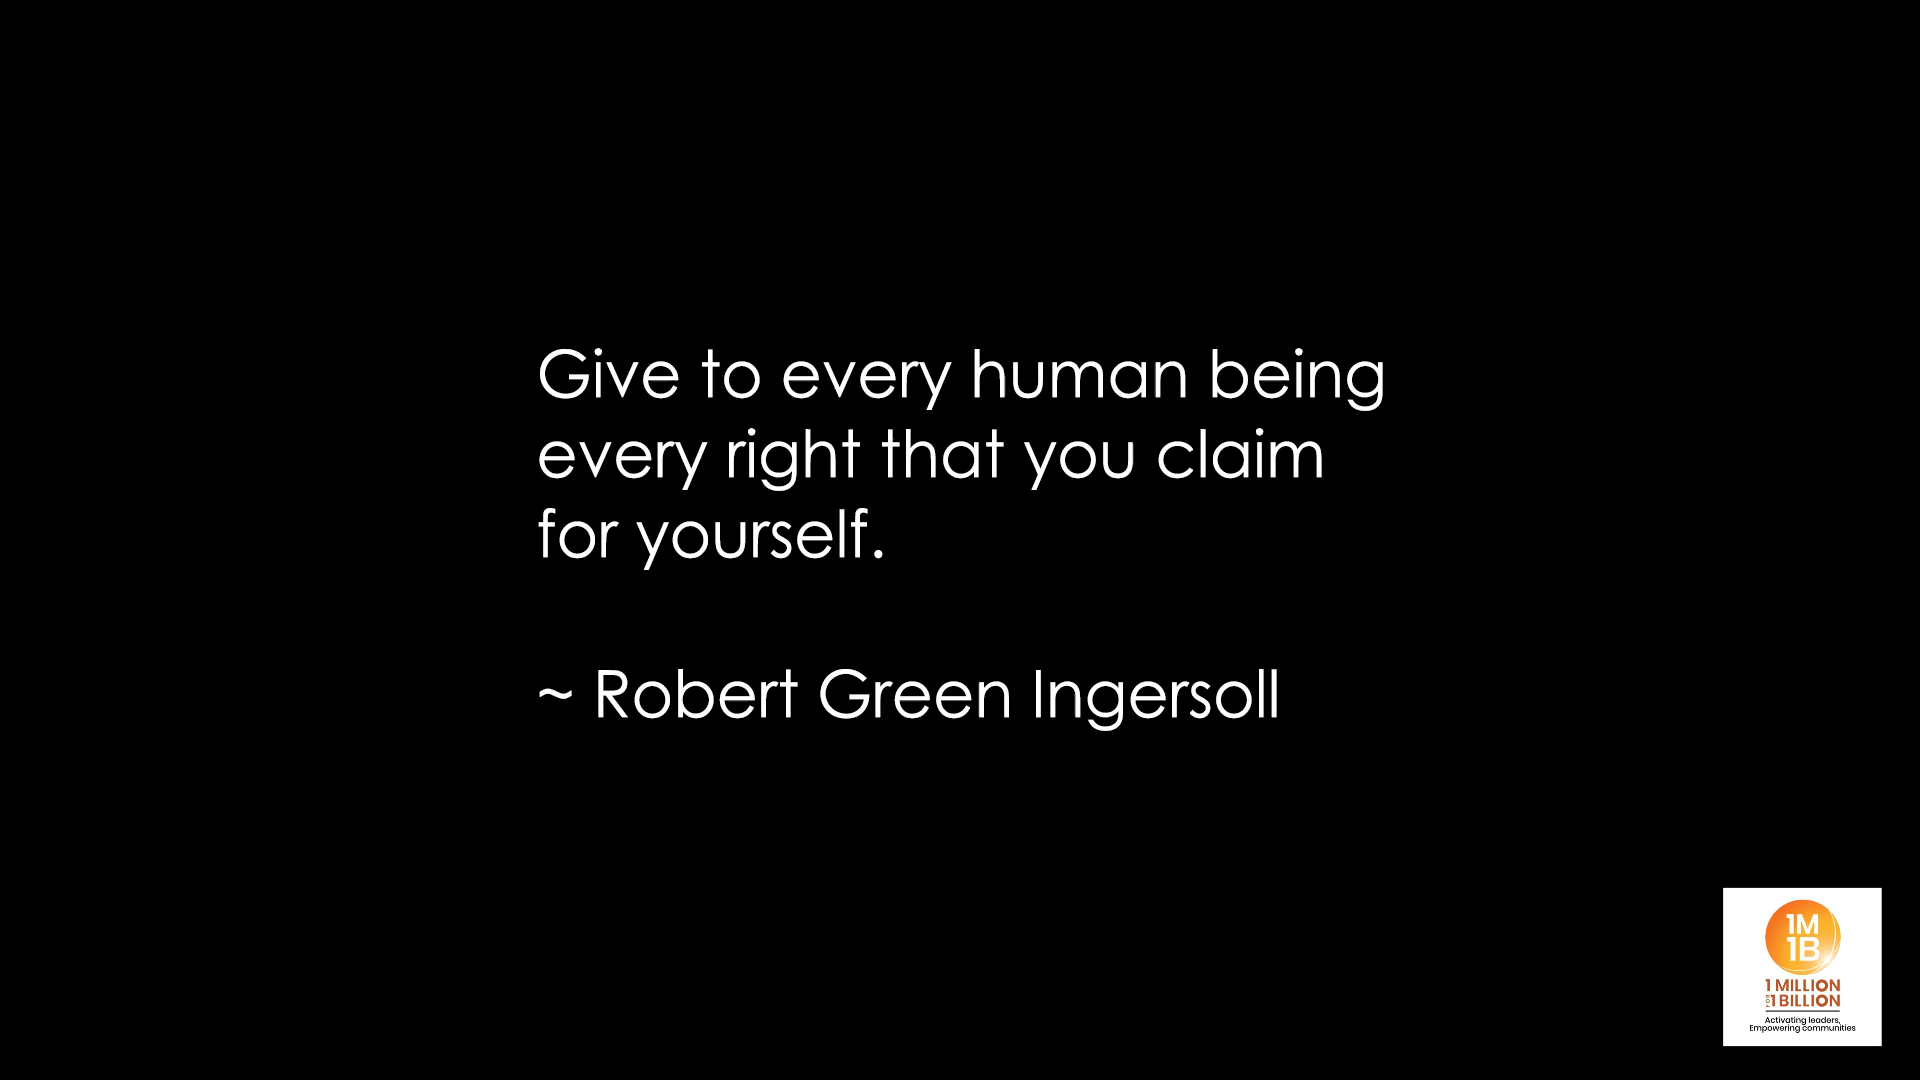 Give to every human being
every right that you claim
for yourself.
~ Robert Green Ingersoll
1M
1B
1 MILLION
FOR 1 BILLION
Activating leaders,
Empowering communities